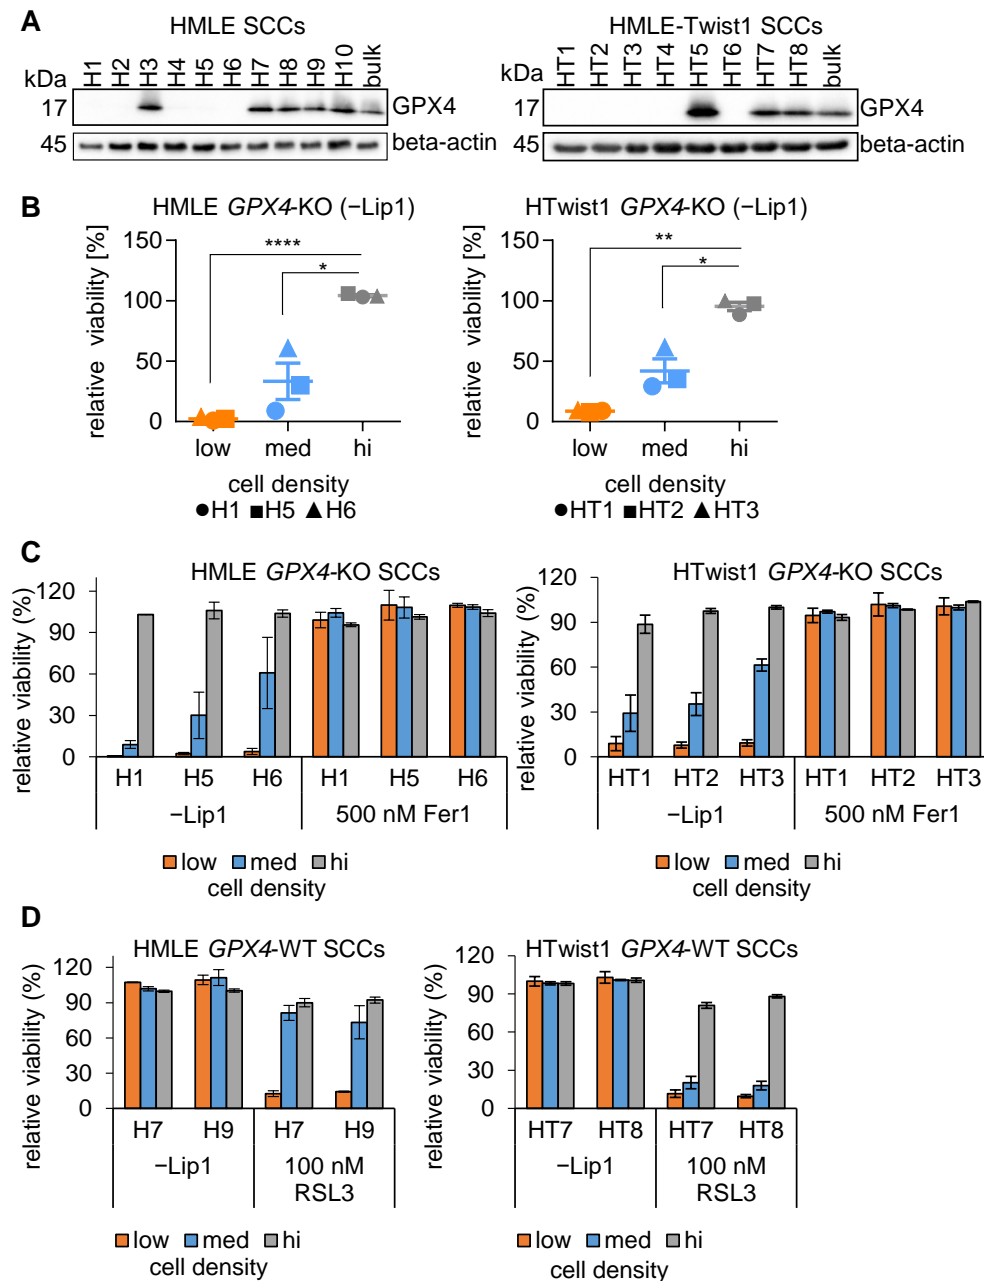 A
HMLE SCCs
HMLE-Twist1 SCCs
kDa H1 H2 H3 H4 H5 H6 H7 H8 H9 H10 bulk
kDa HT1 HT2 HT3 HT4 HT5 HT6 HT7 HT8 bulk
17 GPX4
17 GPX4
45 beta-actin
45 beta-actin
B
HMLE GPX4-KO (−Lip1)
HTwist1 GPX4-KO (−Lip1)
relative viability [%]
150
100
50
0
****
*
low med hi
cell density
●H1 ■H5 ▲H6
relative viability [%]
150
100
50
0
**
*
low med hi
cell density
●HT1 ■HT2 ▲HT3
C
HMLE GPX4-KO SCCs
relative viability (%)
120
90
60
30
0
H1 H5 H6 H1 H5 H6
−Lip1 500 nM Fer1
low med hi
cell density
HTwist1 GPX4-KO SCCs
relative viability (%)
120
90
60
30
0
HT1 HT2 HT3 HT1 HT2 HT3
−Lip1 500 nM Fer1
low med hi
cell density
D
HMLE GPX4-WT SCCs
relative viability (%)
120
90
60
30
0
H7 H9 H7 H9
−Lip1 100 nM
RSL3
low med hi
cell density
HTwist1 GPX4-WT SCCs
relative viability (%)
120
90
60
30
0
HT7 HT8 HT7 HT8
−Lip1 100 nM
RSL3
low med hi
cell density